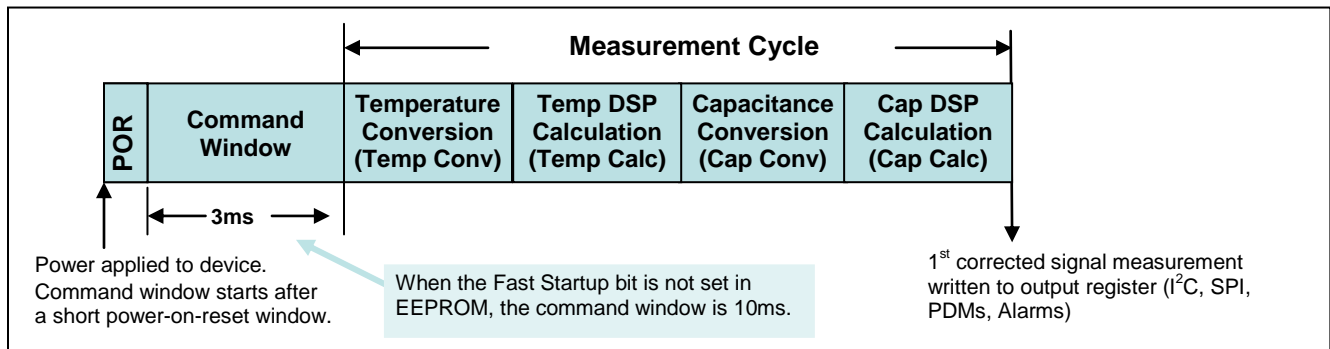 Measurement Cycle
POR
Command
Window
Temperature
Conversion
(Temp Conv)
Temp DSP
Calculation
(Temp Calc)
Capacitance
Conversion
(Cap Conv)
Cap DSP
Calculation
(Cap Calc)
3ms
Power applied to device.
Command window starts after
a short power-on-reset window.
When the Fast Startup bit is not set in
EEPROM, the command window is 10ms.
1st corrected signal measurement
written to output register (I2C, SPI,
PDMs, Alarms)